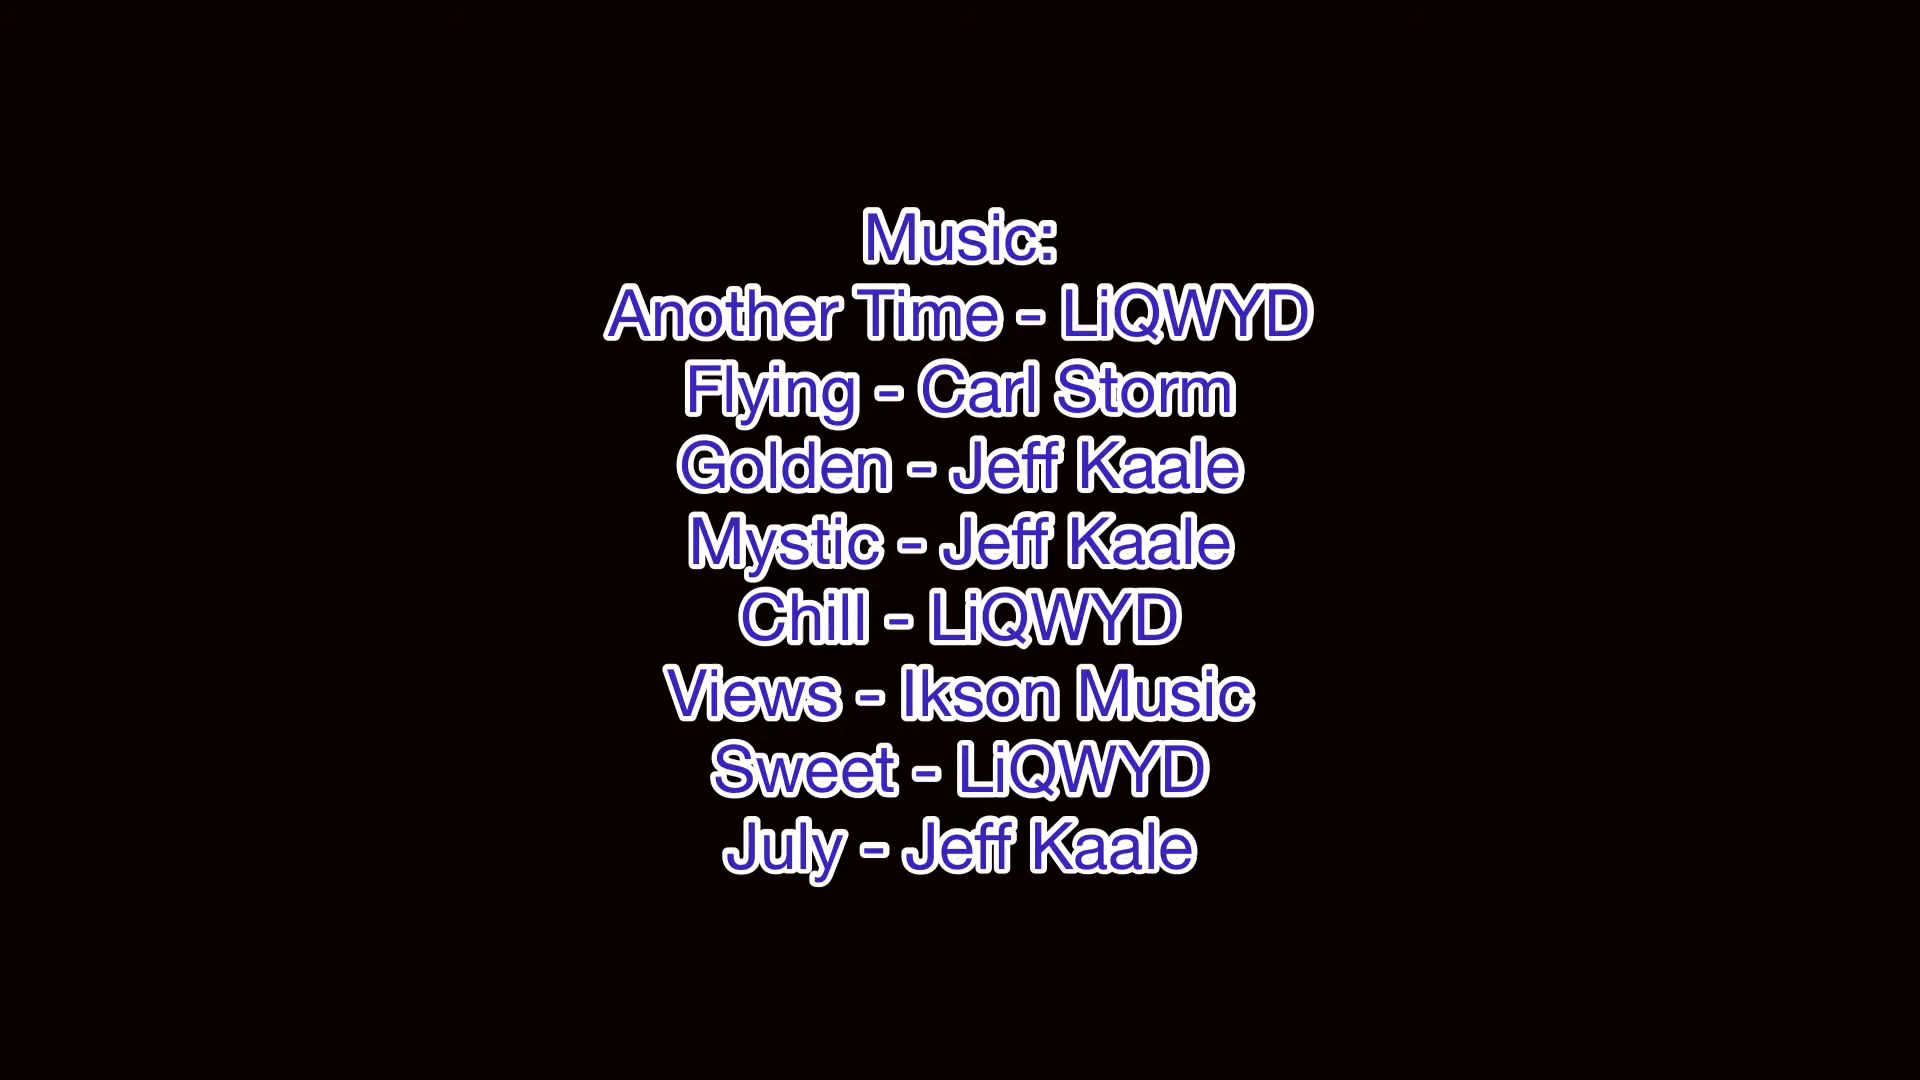 Music:
Another Time - LiQWYD
Flying - Carl Storm
Golden - Jeff Kaale
Mystic - Jeff Kaale
Chill - LiQWYD
Views - Ikson Music
Sweet - LiQWYD
July - Jeff Kaale